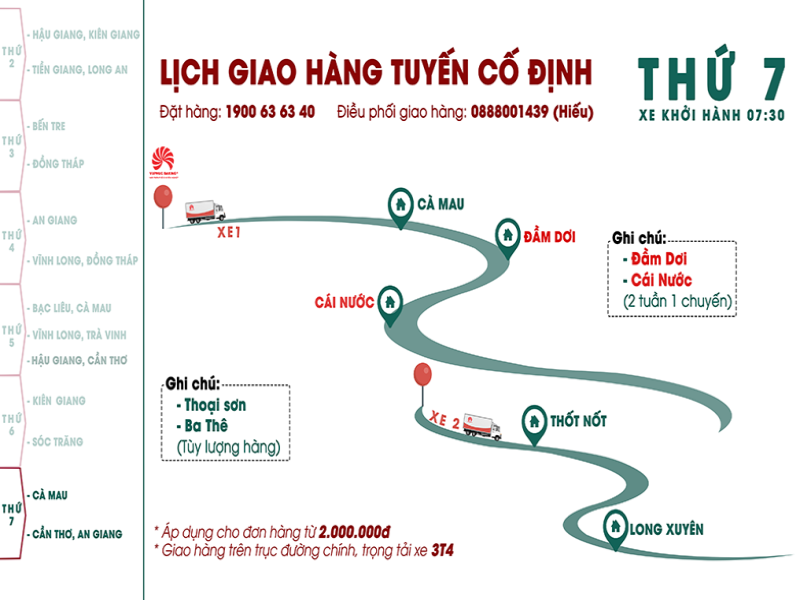 THỨ 2
- HẬU GIANG, KIÊN GIANG
- TIỀN GIANG, LONG AN
THỨ 3
- BẾN TRE
- ĐỒNG THÁP
THỨ 4
- AN GIANG
- VĨNH LONG, ĐỒNG THÁP
THỨ 5
- BẠC LIÊU, CÀ MAU
- VĨNH LONG, TRÀ VINH
- HẬU GIANG, CẦN THƠ
THỨ 6
- KIÊN GIANG
- SÓC TRĂNG
THỨ 7
- CÀ MAU
- CẦN THƠ, AN GIANG
LỊCH GIAO HÀNG TUYẾN CỐ ĐỊNH
Đặt hàng: 1900 63 63 40 Điều phối giao hàng: 0888001439 (Hiếu)
THỨ 7
XE KHỞI HÀNH 07:30
XE1
CÀ MAU
ĐẦM DƠI
CÁI NƯỚC
Ghi chú:
- Đầm Dơi
- Cái Nước
(2 tuần 1 chuyến)
Ghi chú:
- Thoại sơn
- Ba Thê
(Tùy lượng hàng)
XE 2
THỐT NỐT
LONG XUYÊN
* Áp dụng cho đơn hàng từ 2.000.000đ
* Giao hàng trên trục đường chính, trọng tải xe 3T4